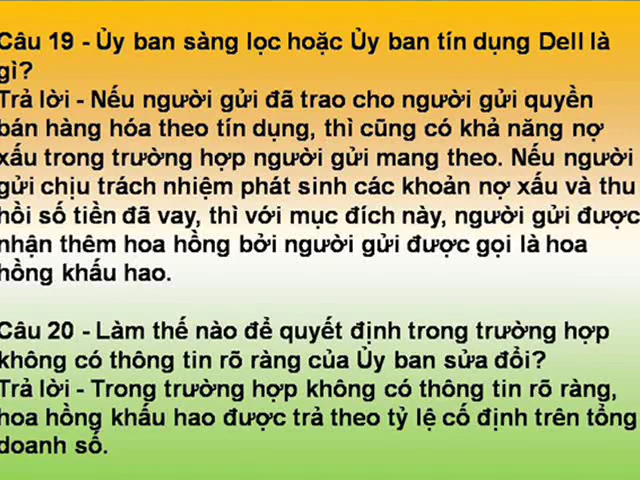 Câu 19 - Ủy ban sàng lọc hoặc Ủy ban tín dụng Dell là
gì?
Trả lời - Nếu người gửi đã trao cho người gửi quyền
bán hàng hóa theo tín dụng, thì cũng có khả năng nợ
xấu trong trường hợp người gửi mang theo. Nếu người
gửi chịu trách nhiệm phát sinh các khoản nợ xấu và thu
hồi số tiền đã vay, thì với mục đích này, người gửi được
nhận thêm hoa hồng bởi người gửi được gọi là hoa
hồng khấu hao.
Câu 20 - Làm thế nào để quyết định trong trường hợp
không có thông tin rõ ràng của Ủy ban sửa đổi?
Trả lời - Trong trường hợp không có thông tin rõ ràng,
hoa hồng khấu hao được trả theo tỷ lệ cố định trên tổng
doanh số.